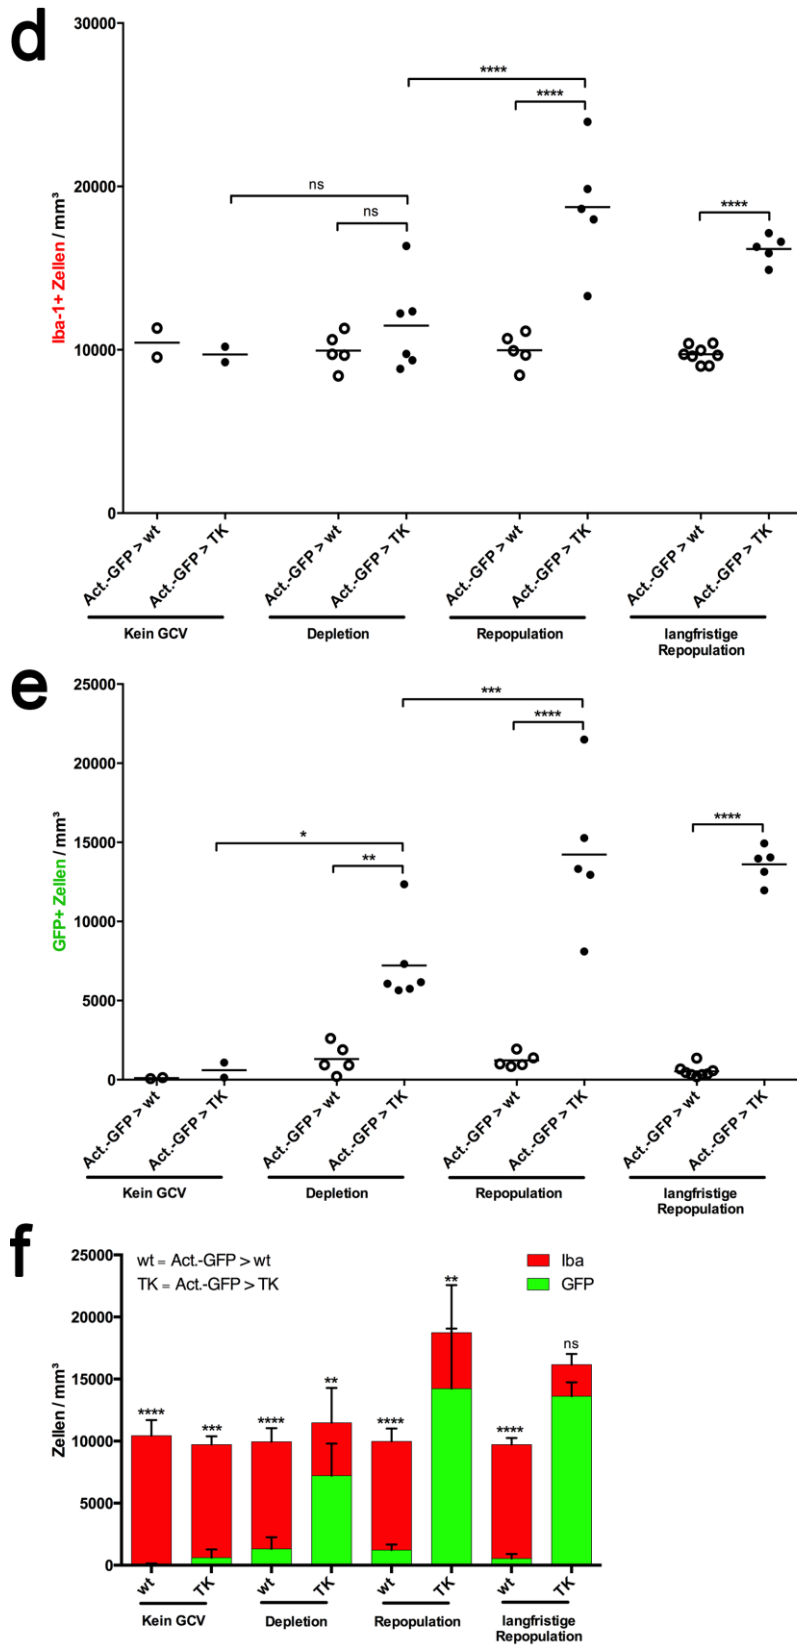 d
30000
20000
10000
0
Iba-1+ Zellen / mm³
ns
ns
****
****
****
Act.-GFP > wt
Act.-GFP > TK
Act.-GFP > wt
Act.-GFP > TK
Act.-GFP > wt
Act.-GFP > TK
Act.-GFP > wt
Act.-GFP > TK
Kein GCV
Depletion
Repopulation
langfristige
Repopulation
e
25000
20000
15000
10000
5000
0
GFP+ Zellen / mm³
*
**
***
****
****
Act.-GFP > wt
Act.-GFP > TK
Act.-GFP > wt
Act.-GFP > TK
Act.-GFP > wt
Act.-GFP > TK
Act.-GFP > wt
Act.-GFP > TK
Kein GCV
Depletion
Repopulation
langfristige
Repopulation
f
25000
20000
15000
10000
5000
0
Zellen / mm³
wt = Act.-GFP > wt
TK = Act.-GFP > TK
Iba
GFP
****
***
****
**
****
**
****
ns
wt
TK
wt
TK
wt
TK
wt
TK
Kein GCV
Depletion
Repopulation
langfristige
Repopulation